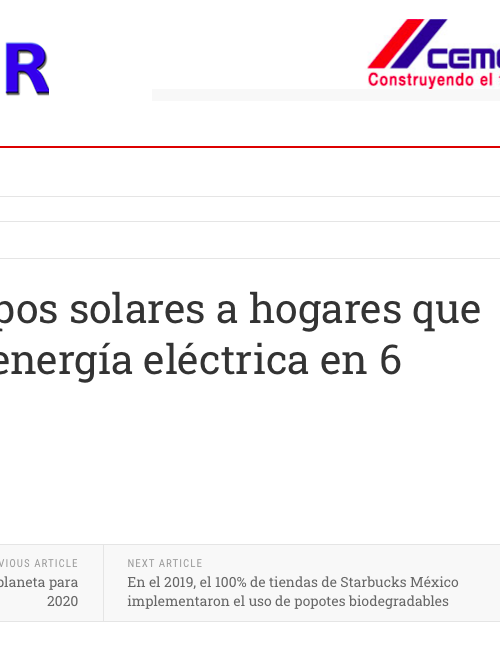 R
CEM
Construyendo el
pos solares a hogares que
energía eléctrica en 6
VIOUS ARTICLE
planeta para
2020
NEXT ARTICLE
En el 2019, el 100% de tiendas de Starbucks México
implementaron el uso de popotes biodegradables